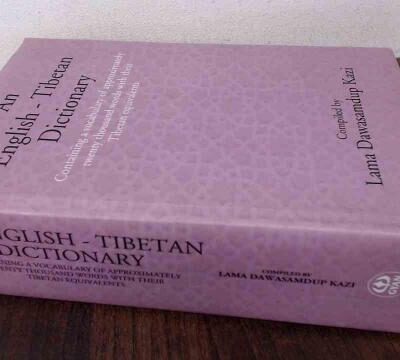 An
English - Tibetan
Dictionary
Containing a vocabulary of approximately
twenty thousand words with their
Tibetan equivalents
Compiled by
Lama Dawasamdup Kazi
NGLISH - TIBETAN
DICTIONARY
NING A VOCABULARY OF APPROXIMATELY
ENTY THOUSAND WORDS WITH THEIR
TIBETAN EQUIVALENTS
COMPILED BY
LAMA DAWASAMDUP KAZI
GYAN